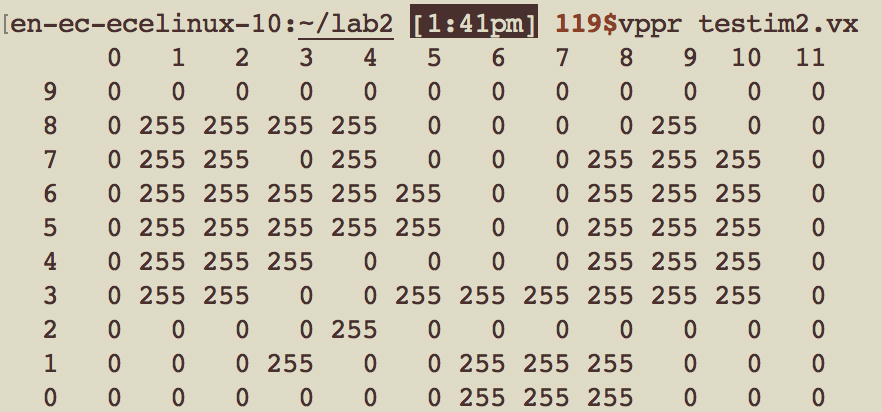 [en-ec-ecelinux-10:~/lab2 [1:41pm] 119$vppr testim2.vx
0 1 2 3 4 5 6 7 8 9 10 11
9 0 0 0 0 0 0 0 0 0 0 0 0
8 0 255 255 255 255 0 0 0 0 255 0 0
7 0 255 255 0 255 0 0 0 255 255 255 0
6 0 255 255 255 255 255 0 0 255 255 255 0
5 0 255 255 255 255 255 0 0 255 255 255 0
4 0 255 255 255 0 0 0 0 255 255 255 0
3 0 255 255 0 0 255 255 255 255 255 255 0
2 0 0 0 0 255 0 0 0 0 0 0 0
1 0 0 0 255 0 0 255 255 255 0 0 0
0 0 0 0 0 0 0 255 255 255 0 0 0